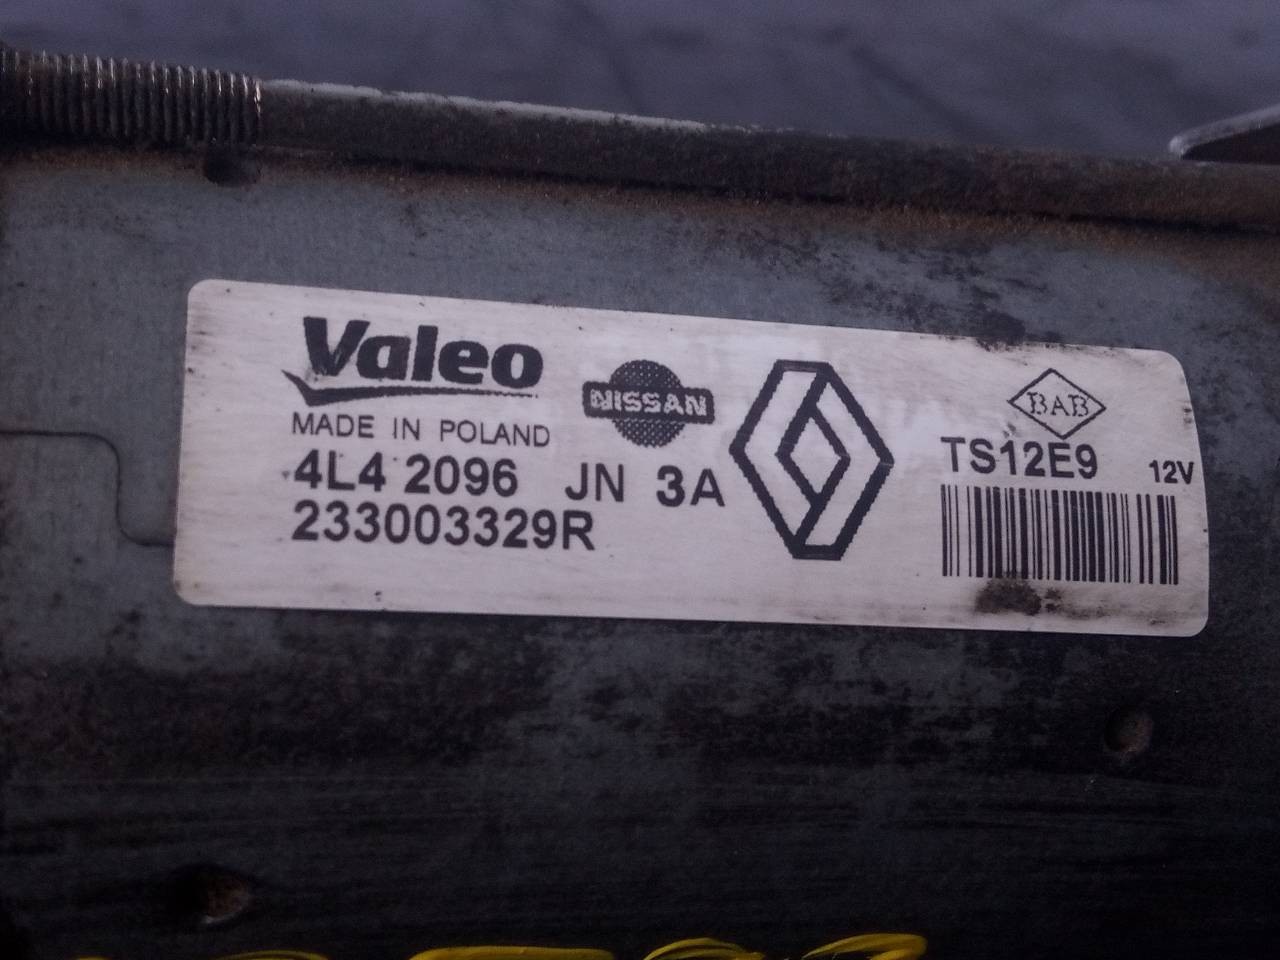 Valeo
MADE IN POLAND
NISSAN
4L4 2096 JN 3A
233003329R
BAB
TS12E9 12V